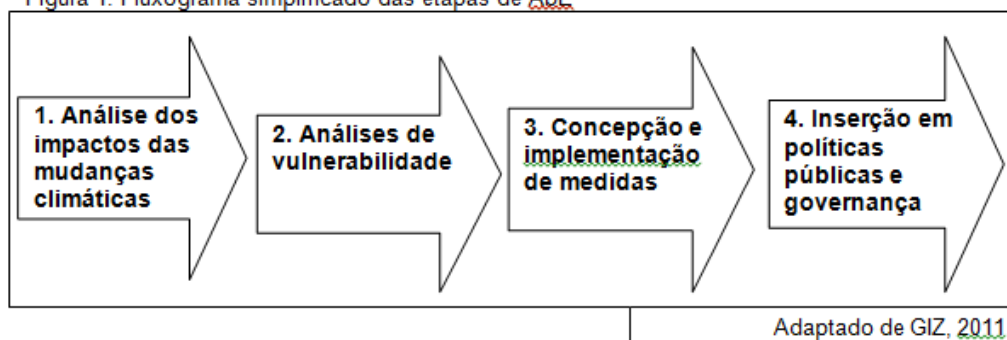 Figura 1. Fluxograma simplificado das etapas de AbE
1. Análise dos
impactos das
mudanças
climáticas
2. Análises de
vulnerabilidade
3. Concepção e
implementação
de medidas
4. Inserção em
políticas
públicas e
governança
Adaptado de GIZ, 2011